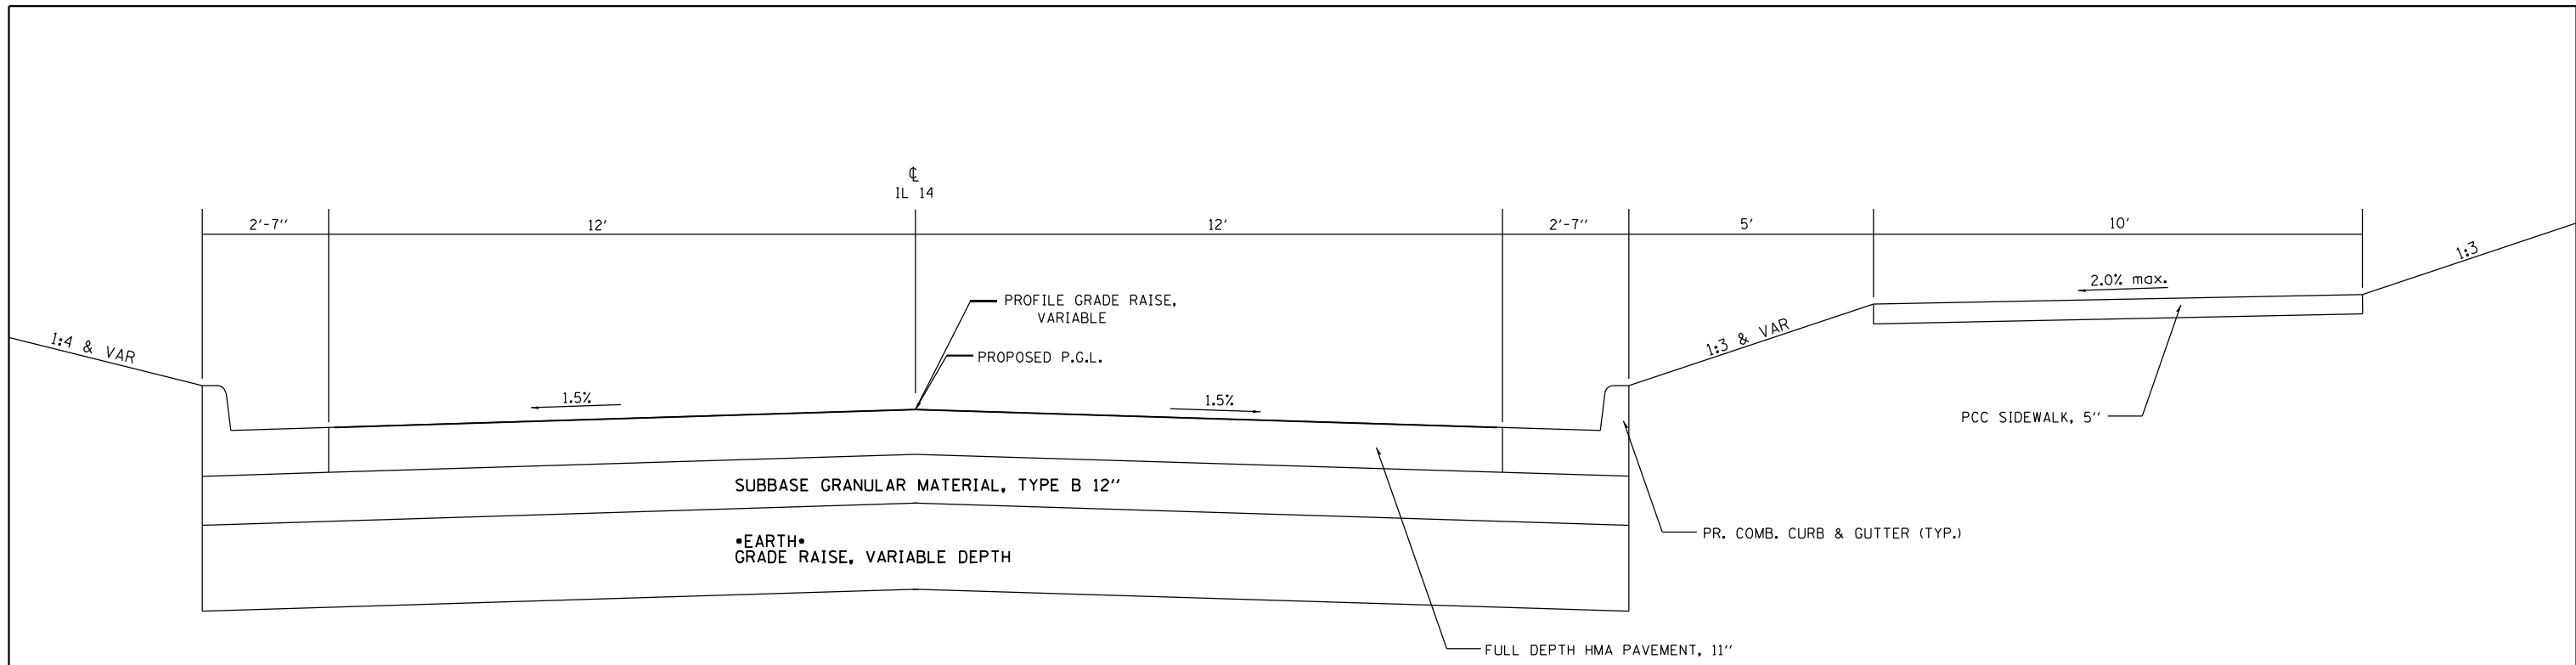 ℄
IL 14
2'-7'' 12' 12' 2'-7'' 5' 10'
1:3
2.0% max.
PROFILE GRADE RAISE,
VARIABLE
1:4 & VAR
1:3 & VAR
PROPOSED P.G.L.
1.5% 1.5%
PCC SIDEWALK, 5''
SUBBASE GRANULAR MATERIAL, TYPE B 12''
PR. COMB. CURB & GUTTER (TYP.)
•EARTH•
GRADE RAISE, VARIABLE DEPTH
FULL DEPTH HMA PAVEMENT, 11''